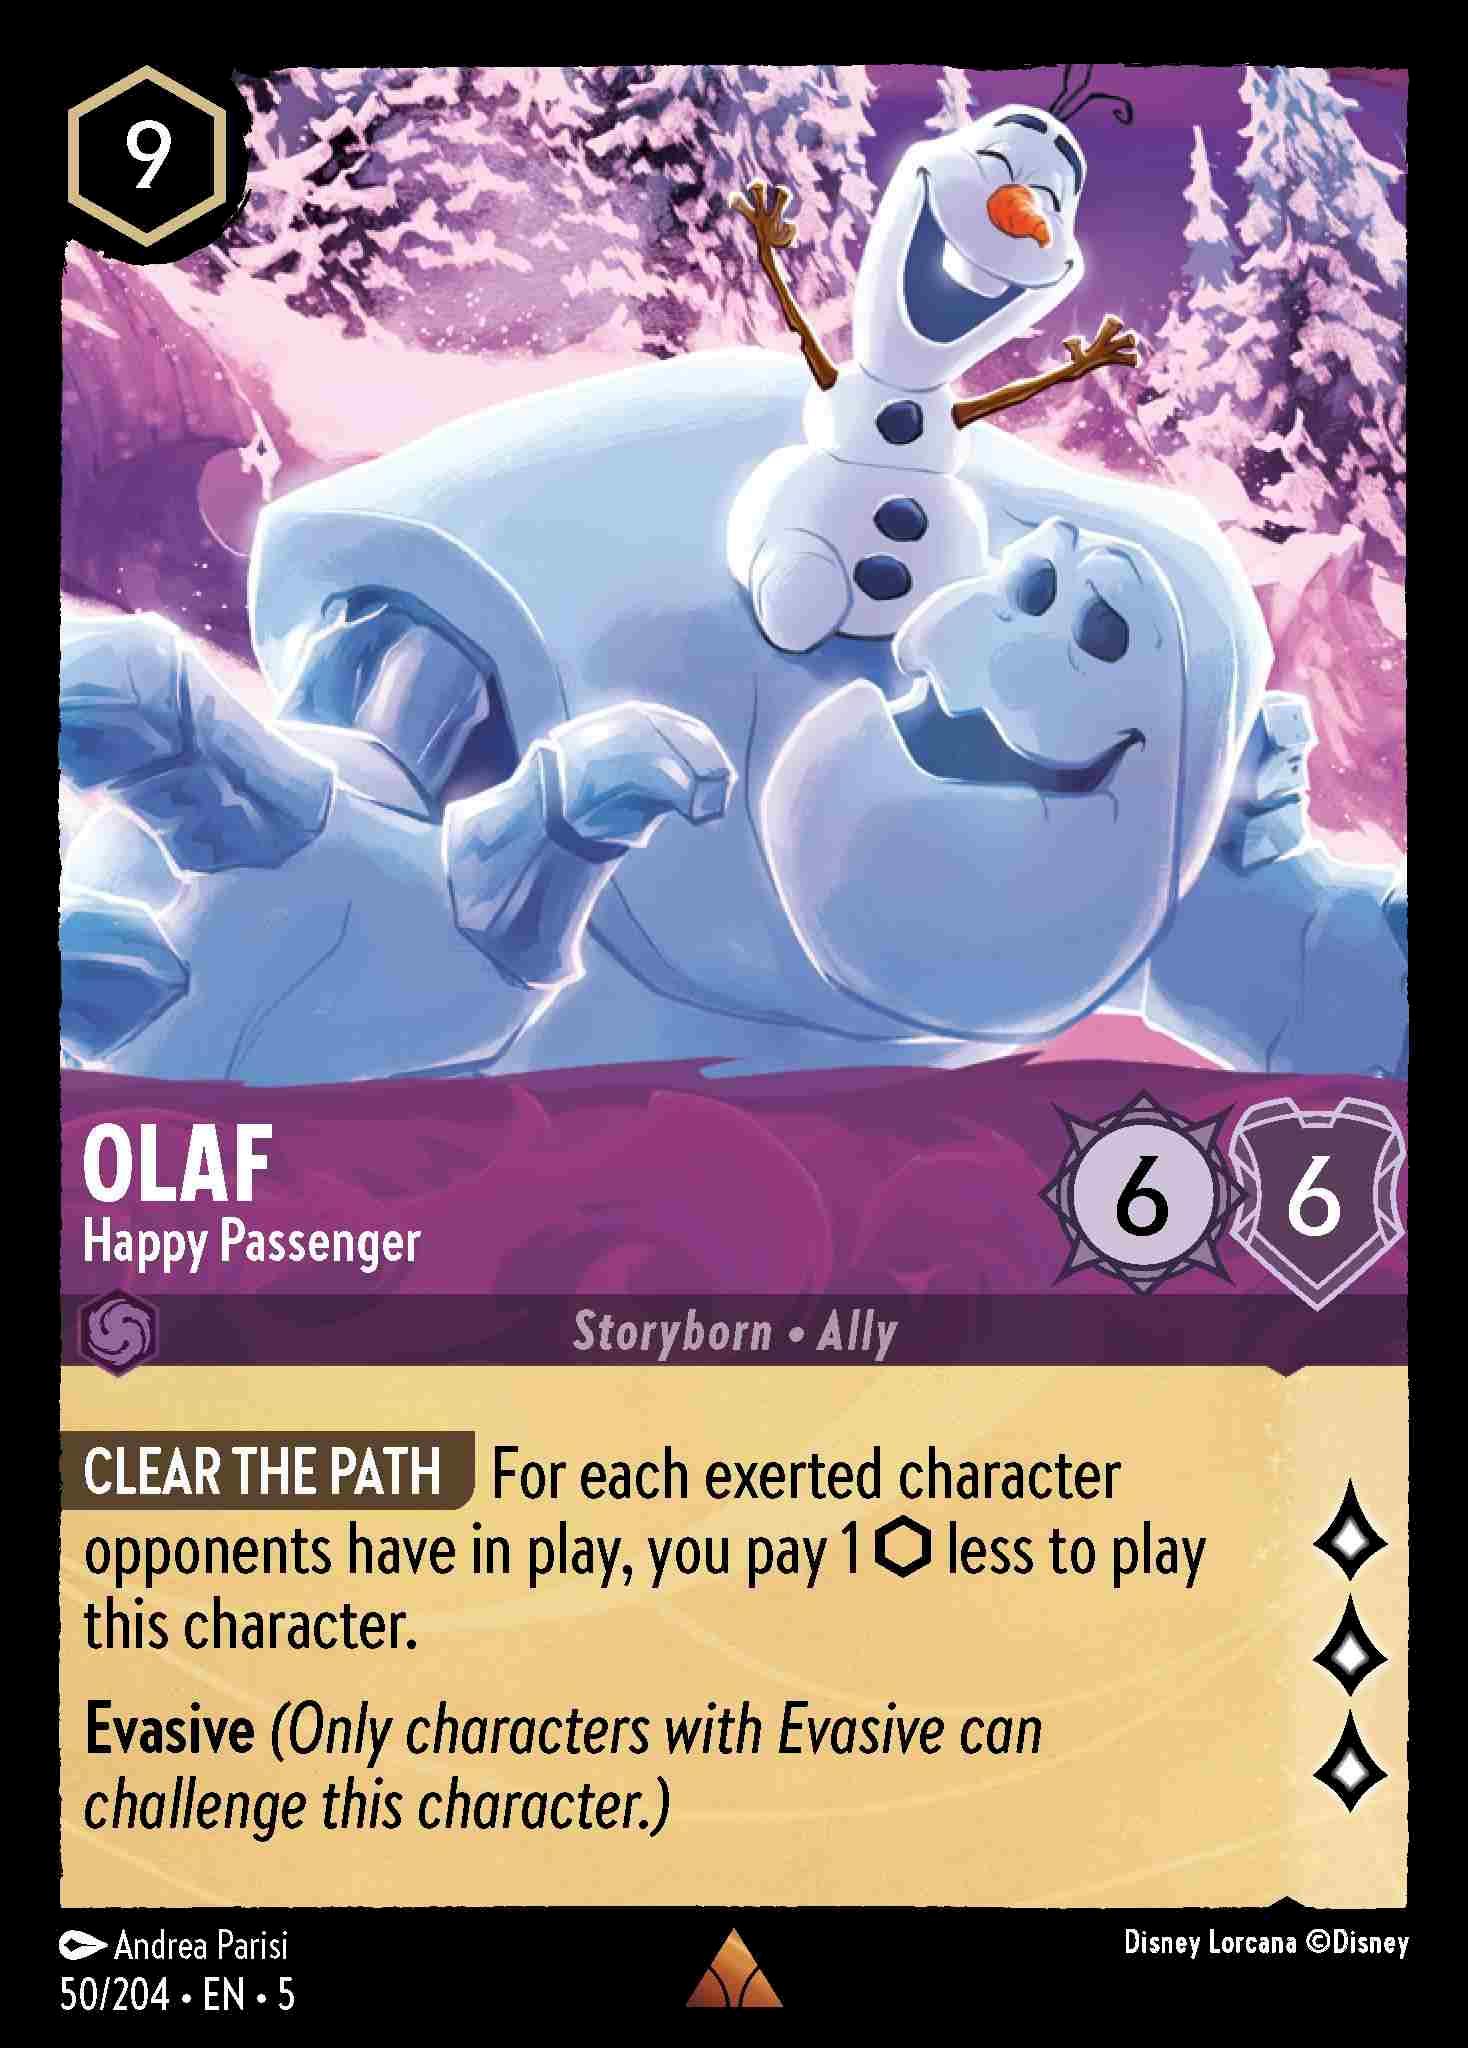 9
OLAF
Happy Passenger
6
6
Storyborn • Ally
CLEAR THE PATH For each exerted character
opponents have in play, you pay 1 ⬡ less to play
this character.
Evasive (Only characters with Evasive can
challenge this character.)
Andrea Parisi
50/204 • EN • 5
Disney Lorcana ©Disney